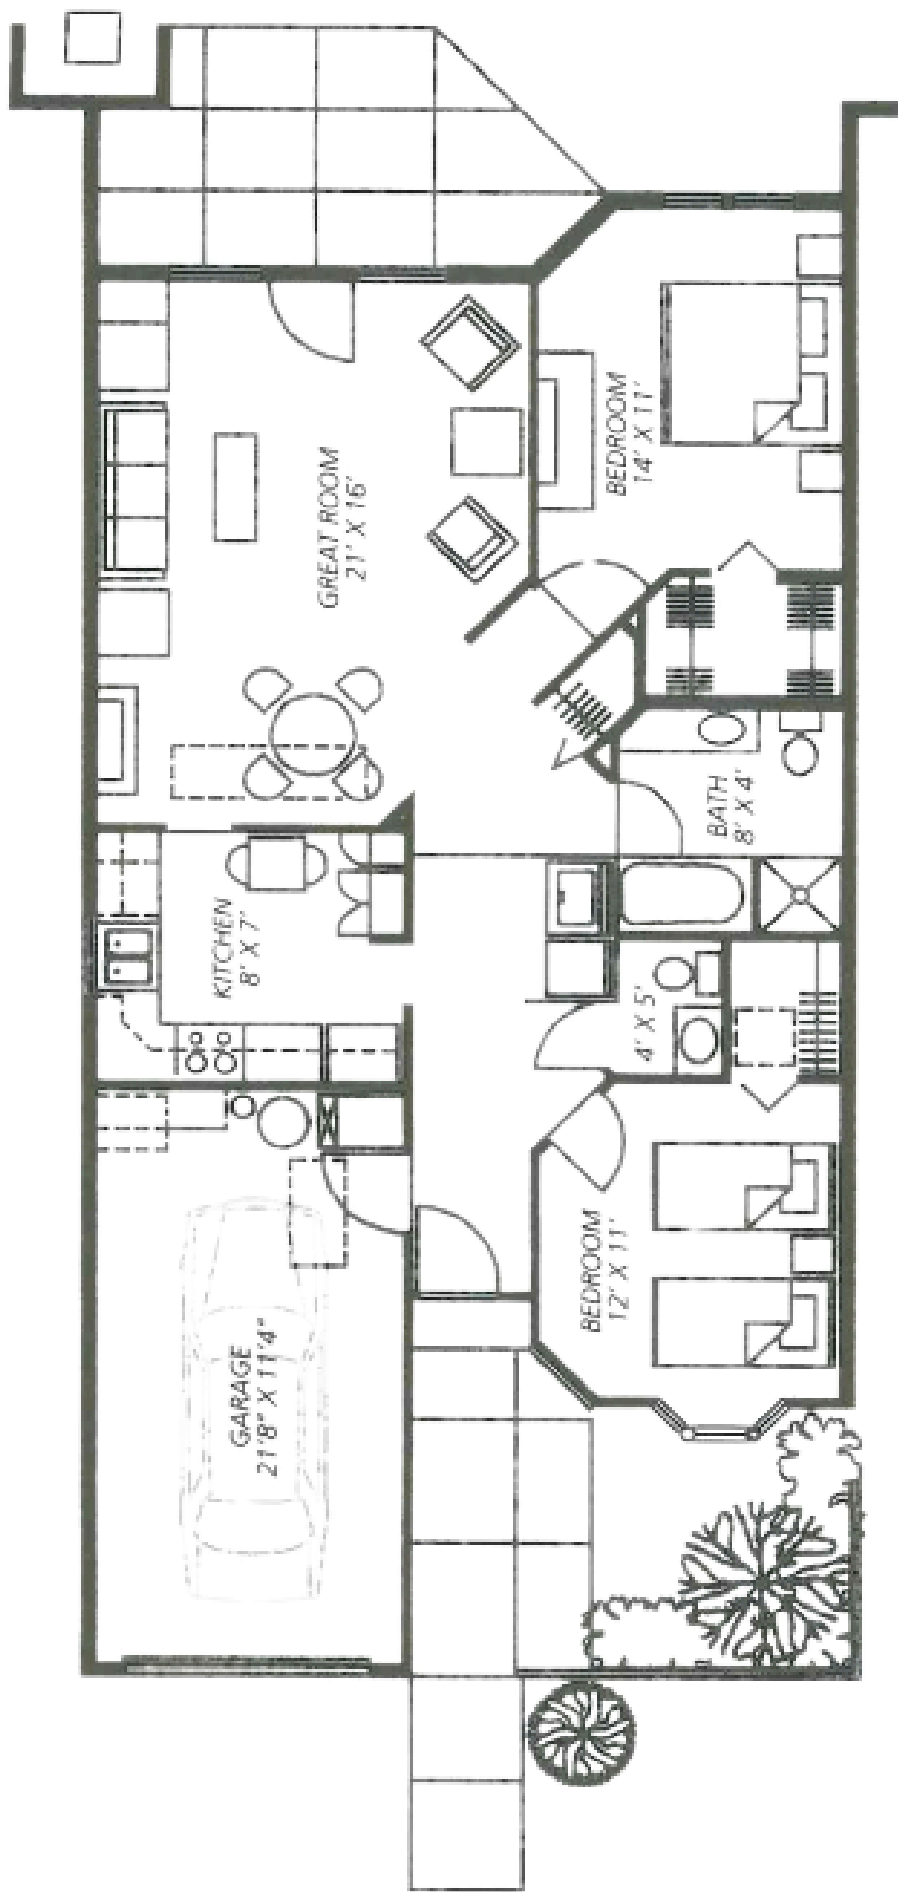 GREAT ROOM
21' X 16'
BEDROOM
14' X 11'
BATH
8' X 4'
KITCHEN
8' X 7'
4' X 5'
BEDROOM
12' X 11'
GARAGE
21'8" X 11'4"